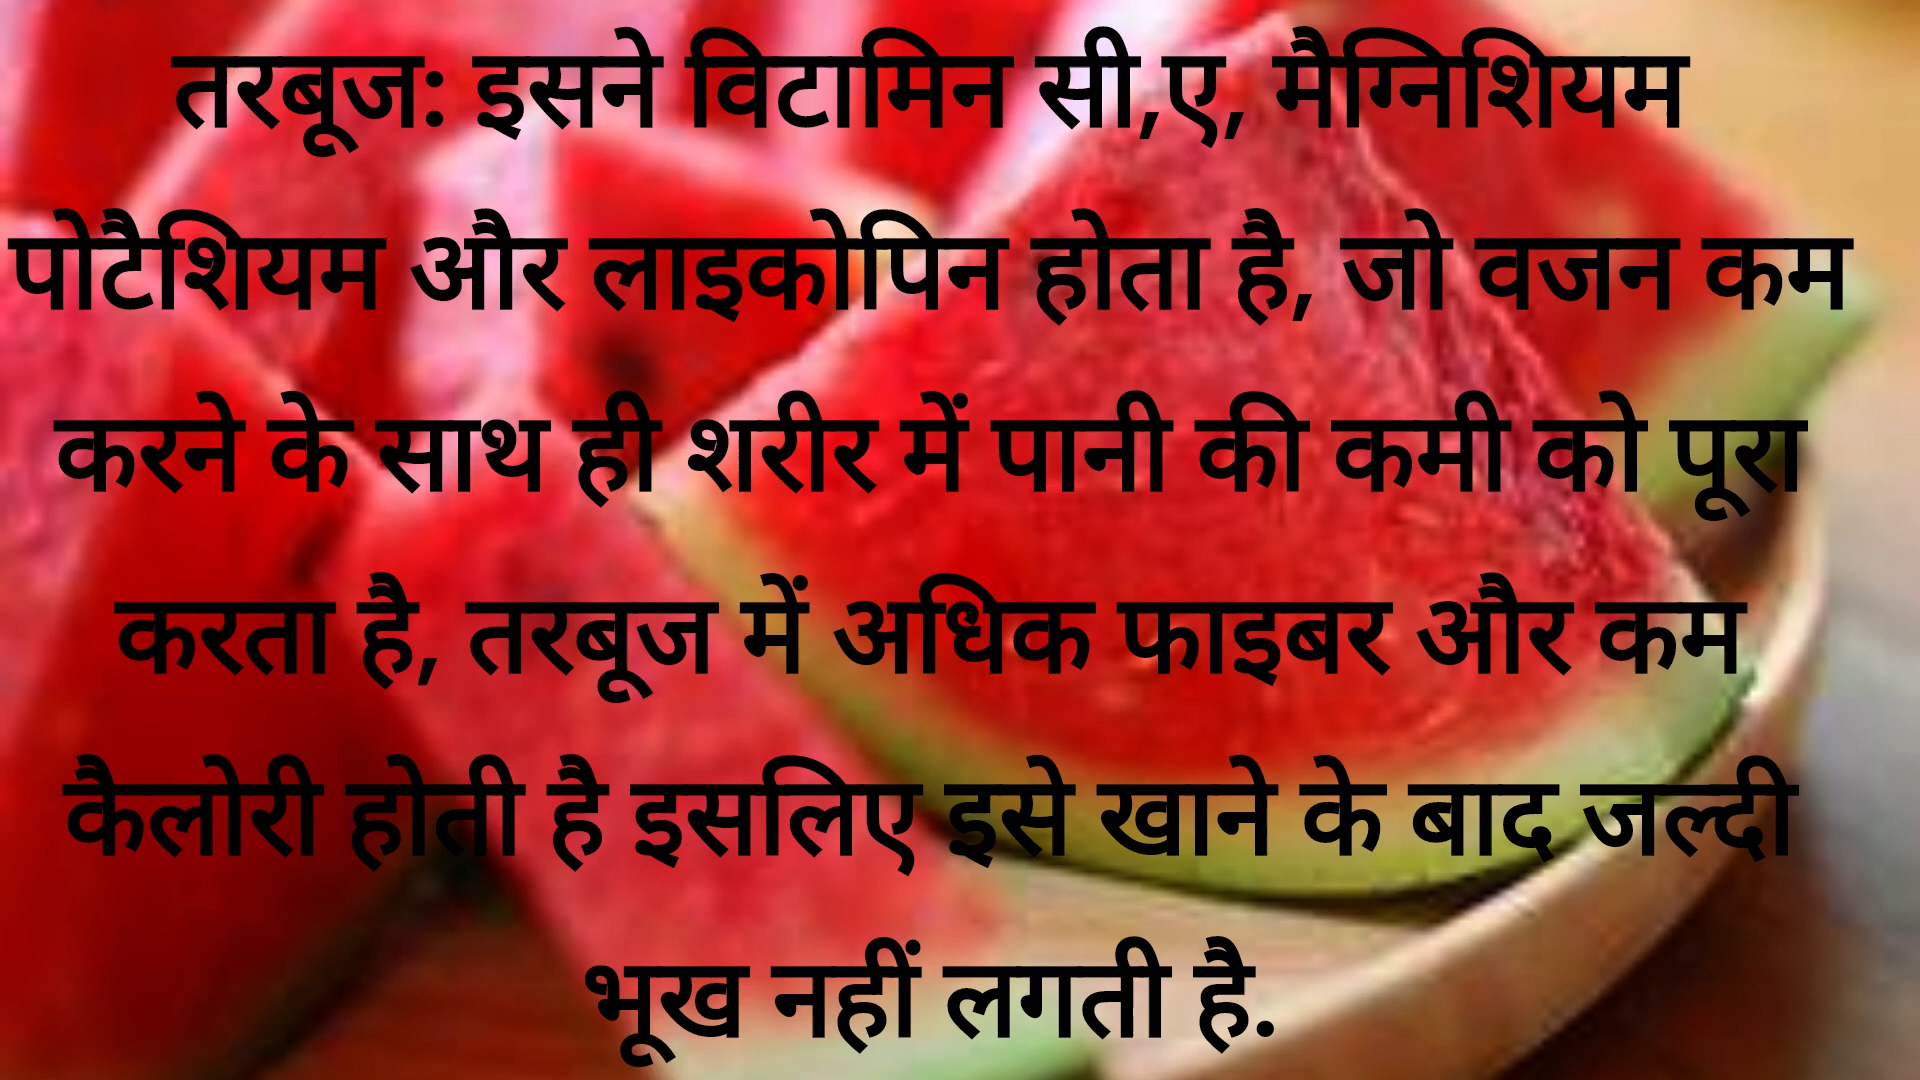 तरबूज: इसने विटामिन सी,ए, मैग्निशियम
पोटैशियम और लाइकोपिन होता है, जो वजन कम
करने के साथ ही शरीर में पानी की कमी को पूरा
करता है, तरबूज में अधिक फाइबर और कम
कैलोरी होती है इसलिए इसे खाने के बाद जल्दी
भूख नहीं लगती है.